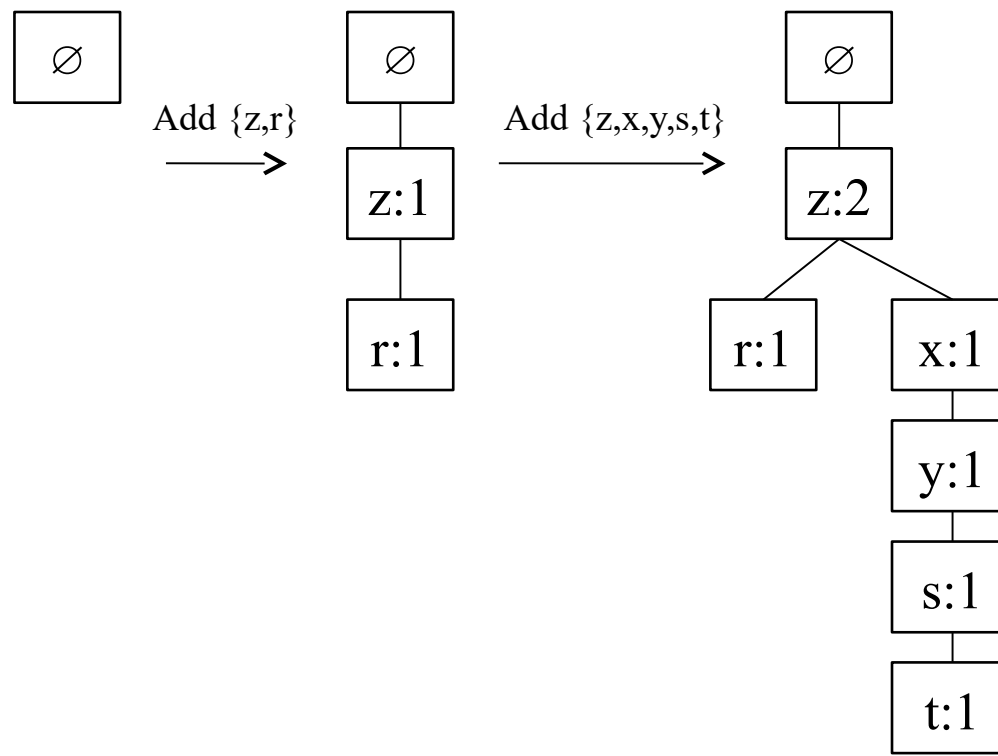 ∅ ∅ ∅
Add {z,r} Add {z,x,y,s,t}
z:1 z:2
r:1 r:1 x:1
y:1
s:1
t:1